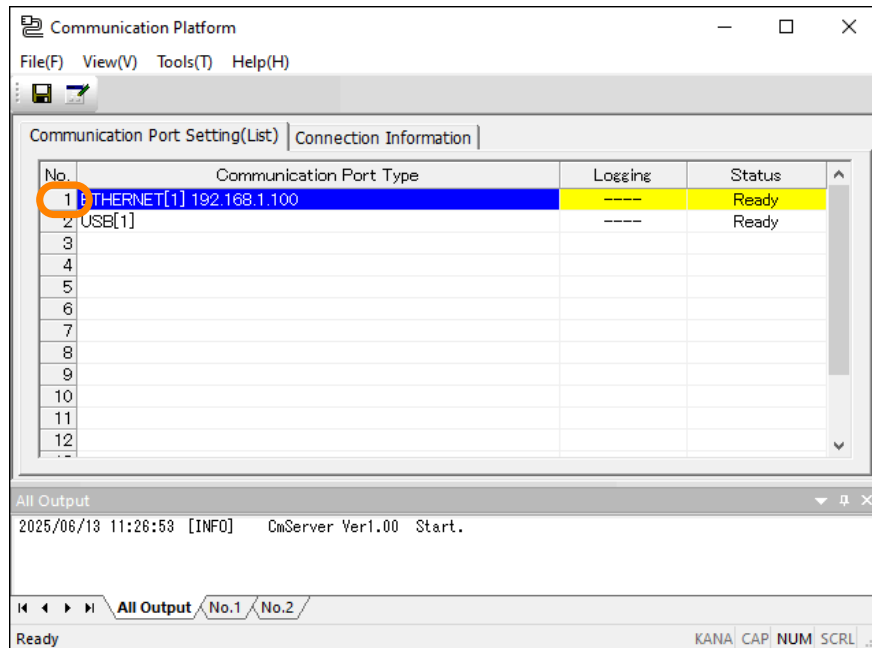 Communication Platform
File(F) View(V) Tools(T) Help(H)
Communication Port Setting(List) Connection Information
No. Communication Port Type Logging Status
1 ETHERNET[1] 192.168.1.100 ---- Ready
2 USB[1] ---- Ready
3
4
5
6
7
8
9
10
11
12
All Output
2025/06/13 11:26:53 [INFO] CmServer Ver1.00 Start.
All Output No.1 No.2
Ready KANA CAP NUM SCRL